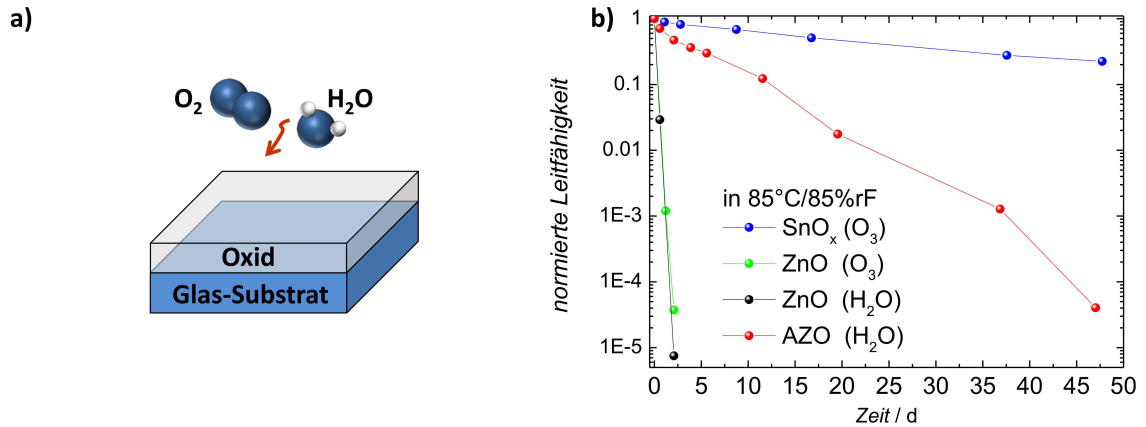 a)
O₂
H₂O
Oxid
Glas-Substrat
b)
normierte Leitfähigkeit
1
0.1
0.01
1E-3
1E-4
1E-5
in 85°C/85%rF
SnOₓ (O₃)
ZnO (O₃)
ZnO (H₂O)
AZO (H₂O)
0 5 10 15 20 25 30 35 40 45 50
Zeit / d